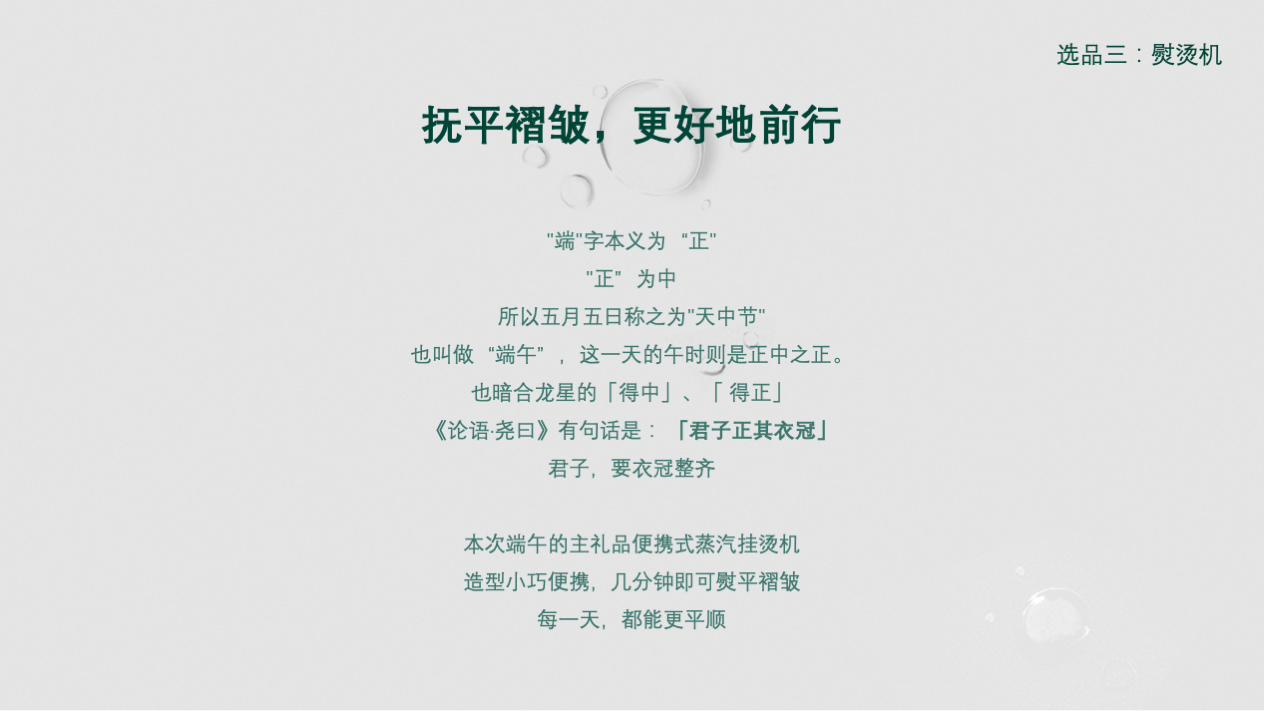 选品三：熨烫机
抚平褶皱，更好地前行
"端"字本义为 “正"
"正” 为中
所以五月五日称之为"天中节"
也叫做 “端午” ，这一天的午时则是正中之正。
也暗合龙星的「得中」、「 得正」
《论语·尧曰》有句话是：「君子正其衣冠」
君子，要衣冠整齐
本次端午的主礼品便携式蒸汽挂烫机
造型小巧便携，几分钟即可熨平褶皱
每一天，都能更平顺